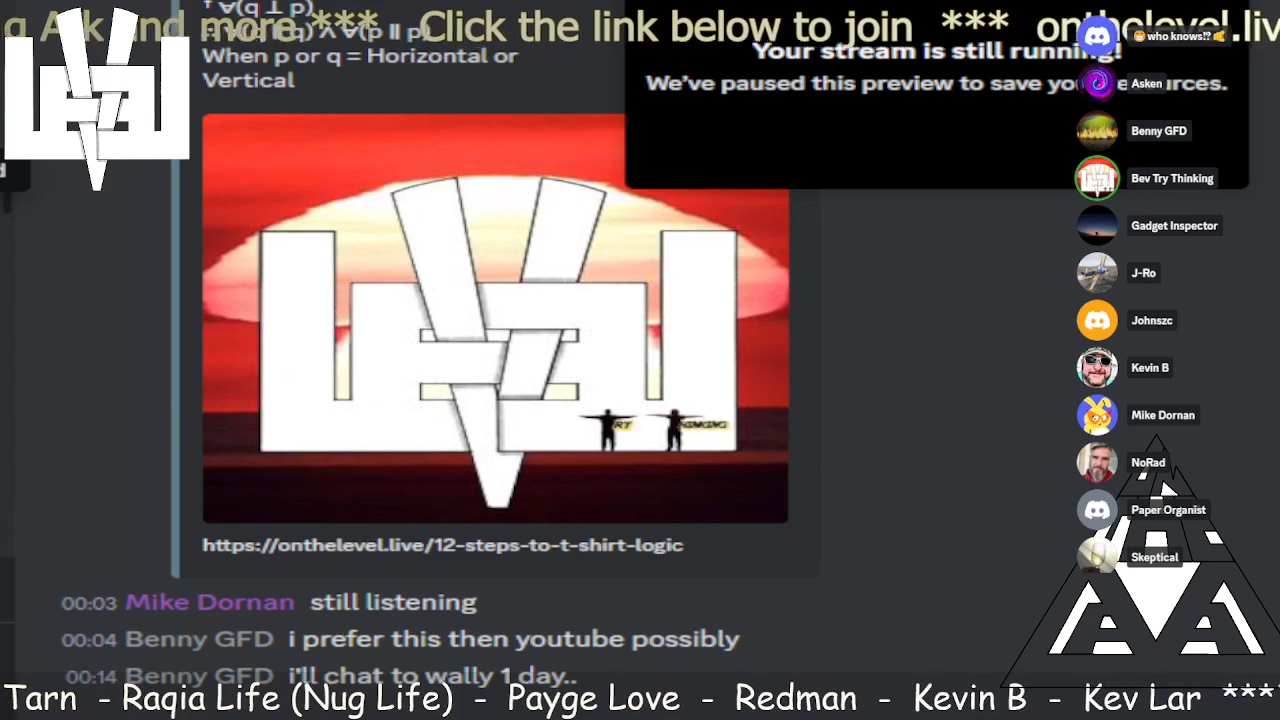 g Ask and more *** Click the link below to join *** onthelevel.liv
∀(q ⊥ p)
When p or q = Horizontal or
Vertical
Your stream is still running!
We've paused this preview to save your resources.
who knows!?
Asken
Benny GFD
Bev Try Thinking
Gadget Inspector
J-Ro
Johnszc
Kevin B
Mike Dornan
NoRad
Paper Organist
Skeptical
https://onthelevel.live/12-steps-to-t-shirt-logic
00:03 Mike Dornan still listening
00:04 Benny GFD i prefer this then youtube possibly
00:14 Benny GFD i'll chat to wally 1 day..
Tarn - Raqia Life (Nug Life) - Payge Love - Redman - Kevin B - Kev Lar ***